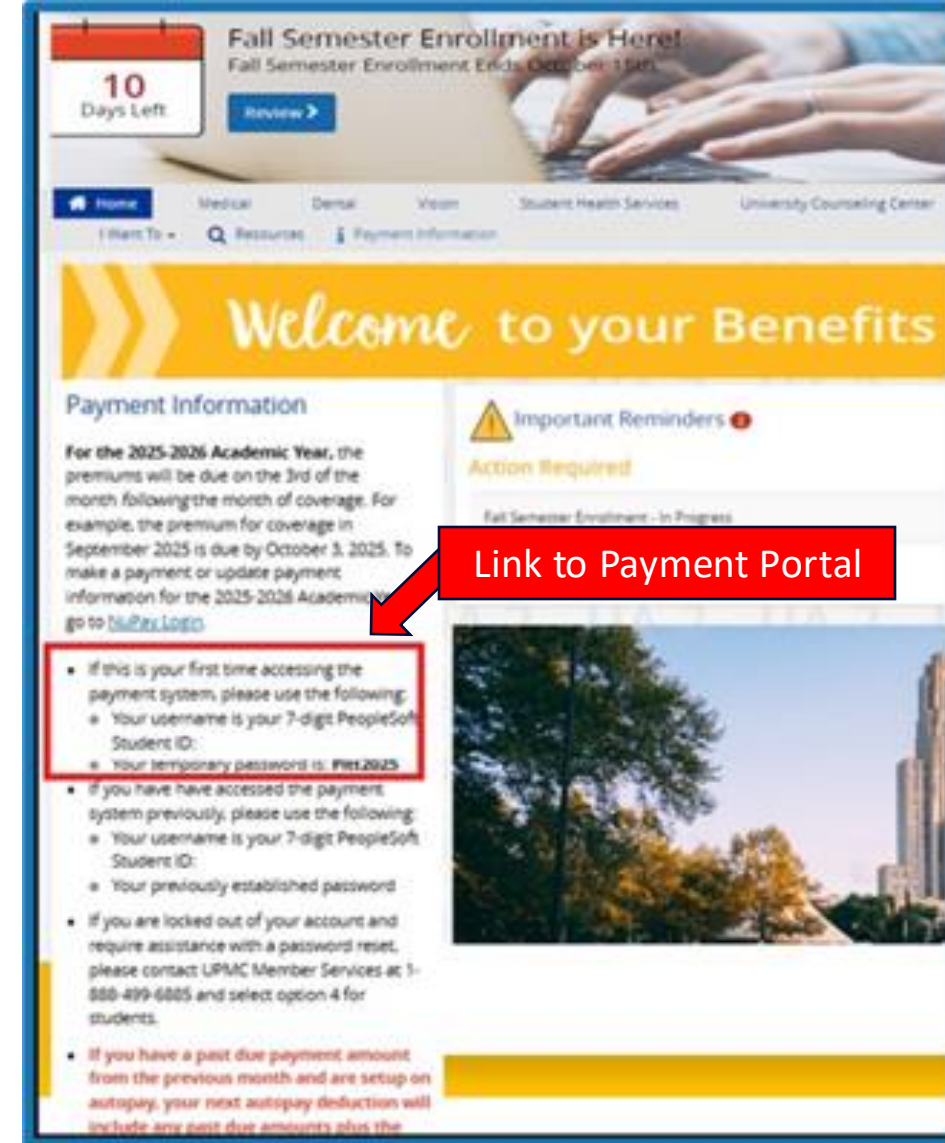 10
Days Left
Fall Semester Enrollment is Here!
Fall Semester Enrollment Ends October 15th
Review >
Home
Medical
Dental
Vision
Student Health Services
University Counseling Center
I Want To
Resources
Payment Information
Welcome to your Benefits
Payment Information
For the 2025-2026 Academic Year, the
premiums will be due on the 3rd of the
month following the month of coverage. For
example, the premium for coverage in
September 2025 is due by October 3, 2025. To
make a payment or update payment
information for the 2025-2026 Academic
go to NuPay Login.
• If this is your first time accessing the
payment system, please use the following:
Your username is your 7-digit PeopleSoft
Student ID:
Your temporary password is: Pitt2025
• If you have have accessed the payment
system previously, please use the following:
Your username is your 7-digit PeopleSoft
Student ID:
Your previously established password
• If you are locked out of your account and
require assistance with a password reset,
please contact UPMC Member Services at 1-
888-499-6885 and select option 4 for
students.
• If you have a past due payment amount
from the previous month and are setup on
autopay, your next autopay deduction will
include any past due amounts plus the
Important Reminders
Action Required
Fall Semester Enrollment - In Progress
Link to Payment Portal